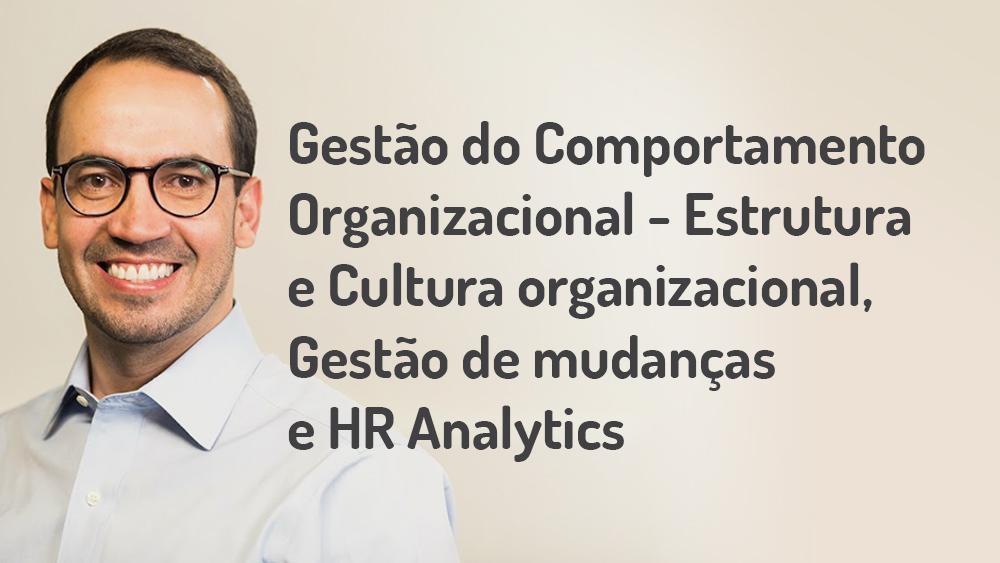 Gestão do Comportamento
Organizacional - Estrutura
e Cultura organizacional,
Gestão de mudanças
e HR Analytics